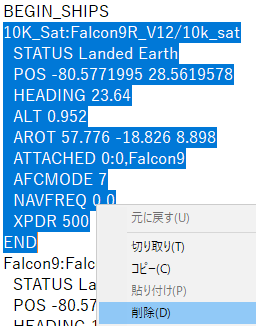 BEGIN_SHIPS
10K_Sat:Falcon9R_V12/10k_sat
STATUS Landed Earth
POS -80.5771995 28.5619578
HEADING 23.64
ALT 0.952
AROT 57.776 -18.826 8.898
ATTACHED 0:0,Falcon9
AFCMODE 7
NAVFREQ 0 0
XPDR 500
END
Falcon9:Falc
STATUS La
POS -80.57
HEADING
元に戻す(U)
切り取り(T)
コピー(C)
貼り付け(P)
削除(D)